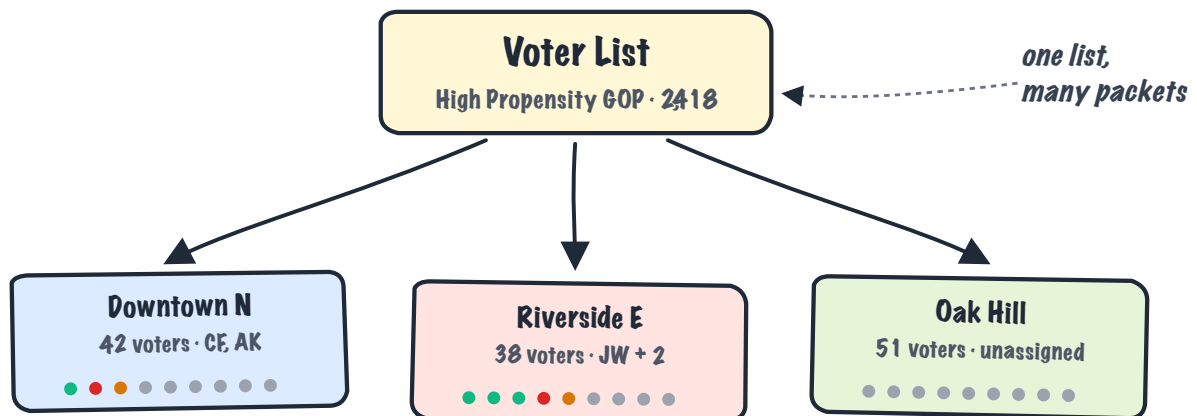 Voter List
High Propensity GOP · 2,418
one list,
many packets
Downtown N
42 voters · CF, AK
Riverside E
38 voters · JW + 2
Oak Hill
51 voters · unassigned